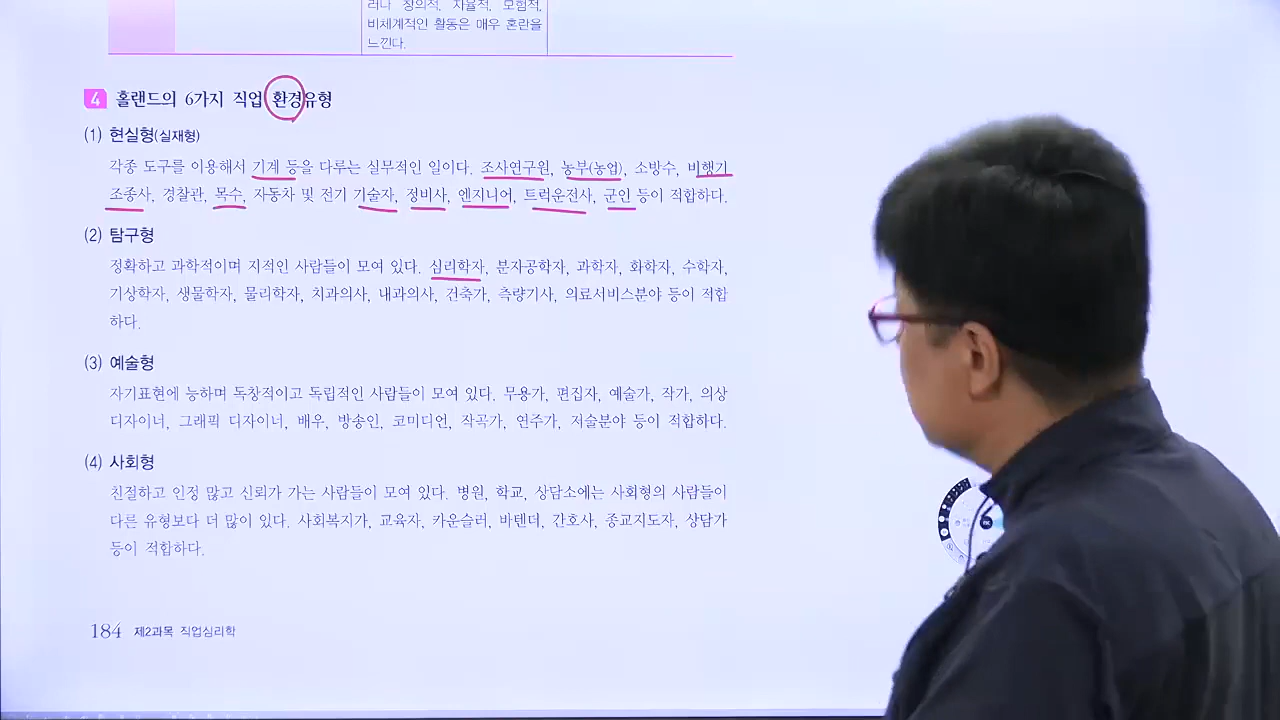 러나 창의적, 자율적, 모험적,
비체계적인 활동은 매우 혼란을
느낀다.
4 홀랜드의 6가지 직업 환경유형
(1) 현실형(실재형)
각종 도구를 이용해서 기계 등을 다루는 실무적인 일이다. 조사연구원, 농부(농업), 소방수, 비행기
조종사, 경찰관, 목수, 자동차 및 전기 기술자, 정비사, 엔지니어, 트럭운전사, 군인 등이 적합하다.
(2) 탐구형
정확하고 과학적이며 지적인 사람들이 모여 있다. 심리학자, 분자공학자, 과학자, 화학자, 수학자,
기상학자, 생물학자, 물리학자, 치과의사, 내과의사, 건축가, 측량기사, 의료서비스분야 등이 적합
하다.
(3) 예술형
자기표현에 능하며 독창적이고 독립적인 사람들이 모여 있다. 무용가, 편집자, 예술가, 작가, 의상
디자이너, 그래픽 디자이너, 배우, 방송인, 코미디언, 작곡가, 연주가, 저술분야 등이 적합하다.
(4) 사회형
친절하고 인정 많고 신뢰가 가는 사람들이 모여 있다. 병원, 학교, 상담소에는 사회형의 사람들이
다른 유형보다 더 많이 있다. 사회복지가, 교육자, 카운슬러, 바텐더, 간호사, 종교지도자, 상담가
등이 적합하다.
184 제2과목 직업심리학